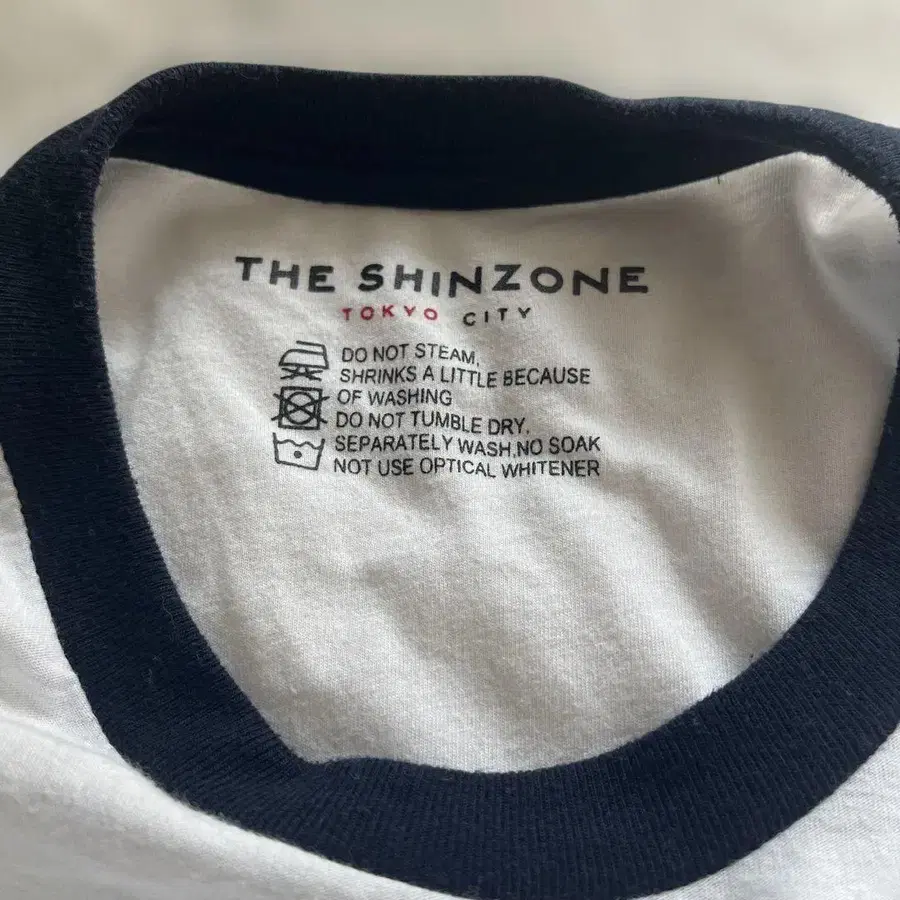 THE SHINZONE
TOKYO CITY
DO NOT STEAM,
SHRINKS A LITTLE BECAUSE
OF WASHING
DO NOT TUMBLE DRY.
SEPARATELY WASH,NO SOAK
NOT USE OPTICAL WHITENER